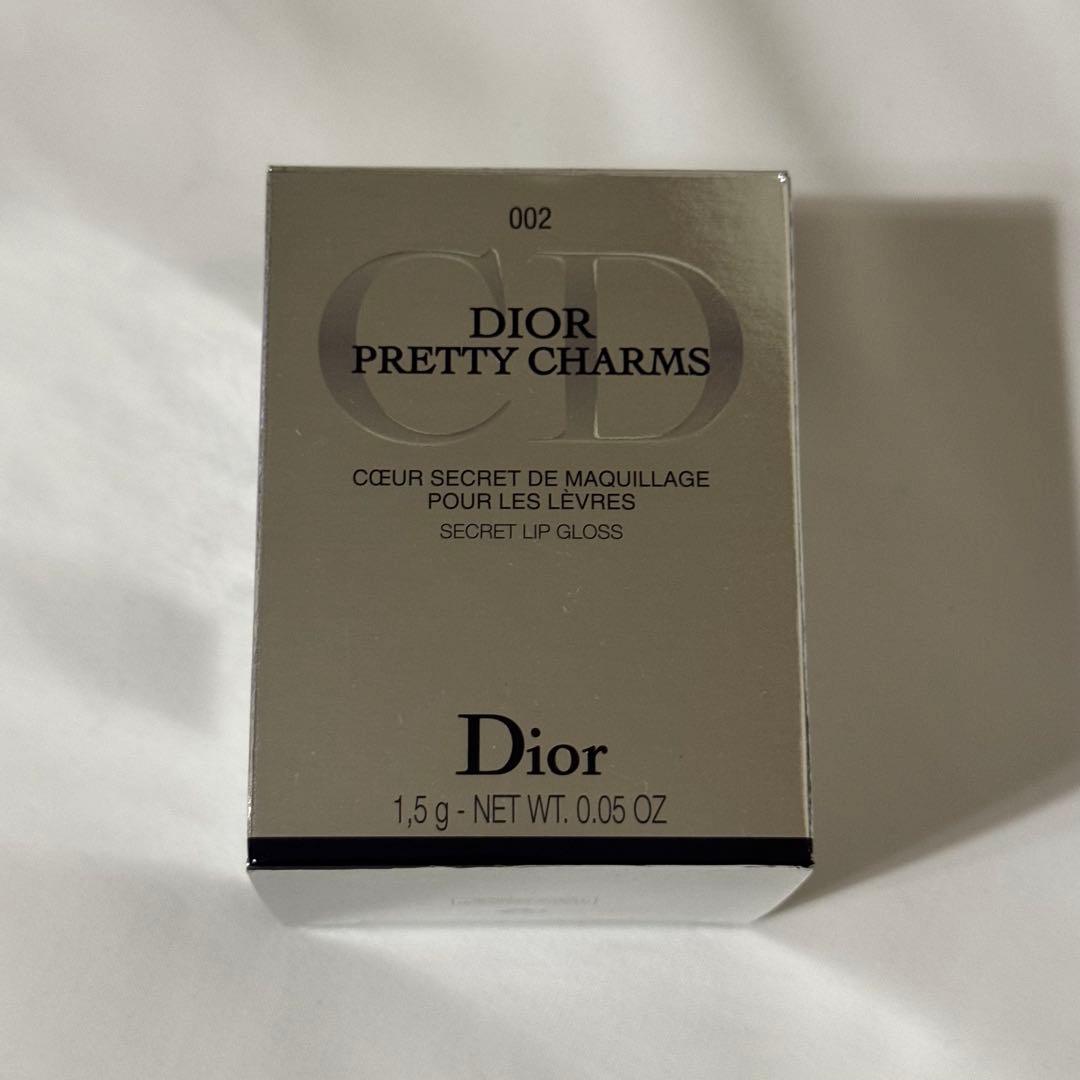 002
CD
DIOR
PRETTY CHARMS
CŒUR SECRET DE MAQUILLAGE
POUR LES LÈVRES
SECRET LIP GLOSS
Dior
1,5 g - NET WT. 0.05 OZ